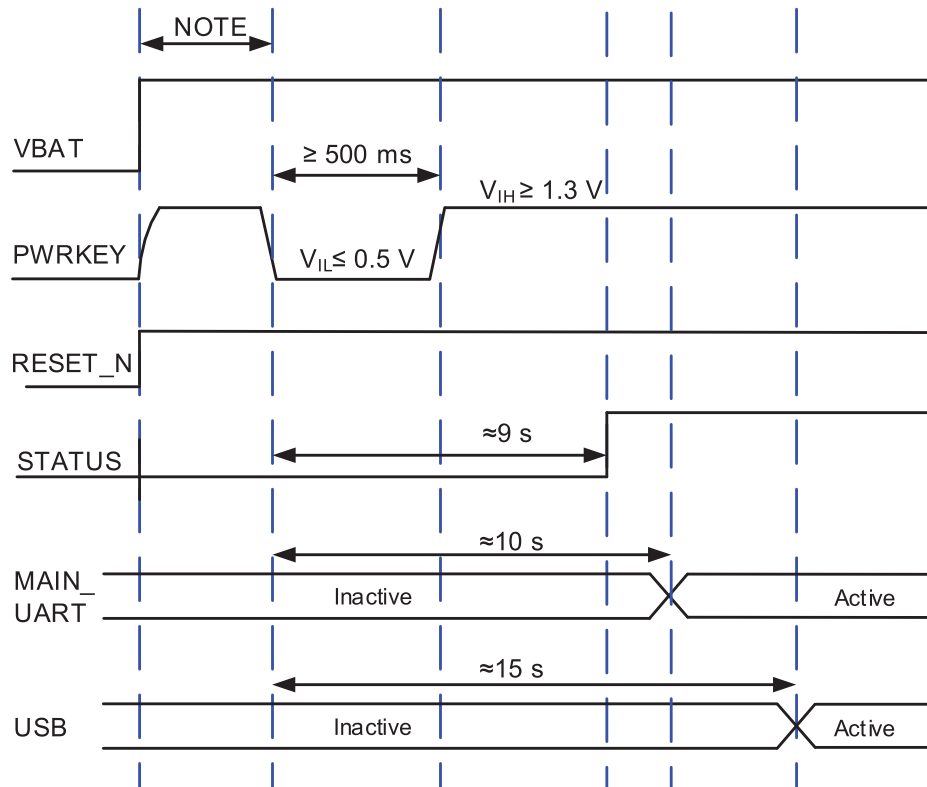 NOTE
VBAT
≥ 500 ms
VIH ≥ 1.3 V
PWRKEY
VIL≤ 0.5 V
RESET_N
≈9 s
STATUS
≈10 s
MAIN_
UART
Inactive
Active
≈15 s
USB
Inactive
Active